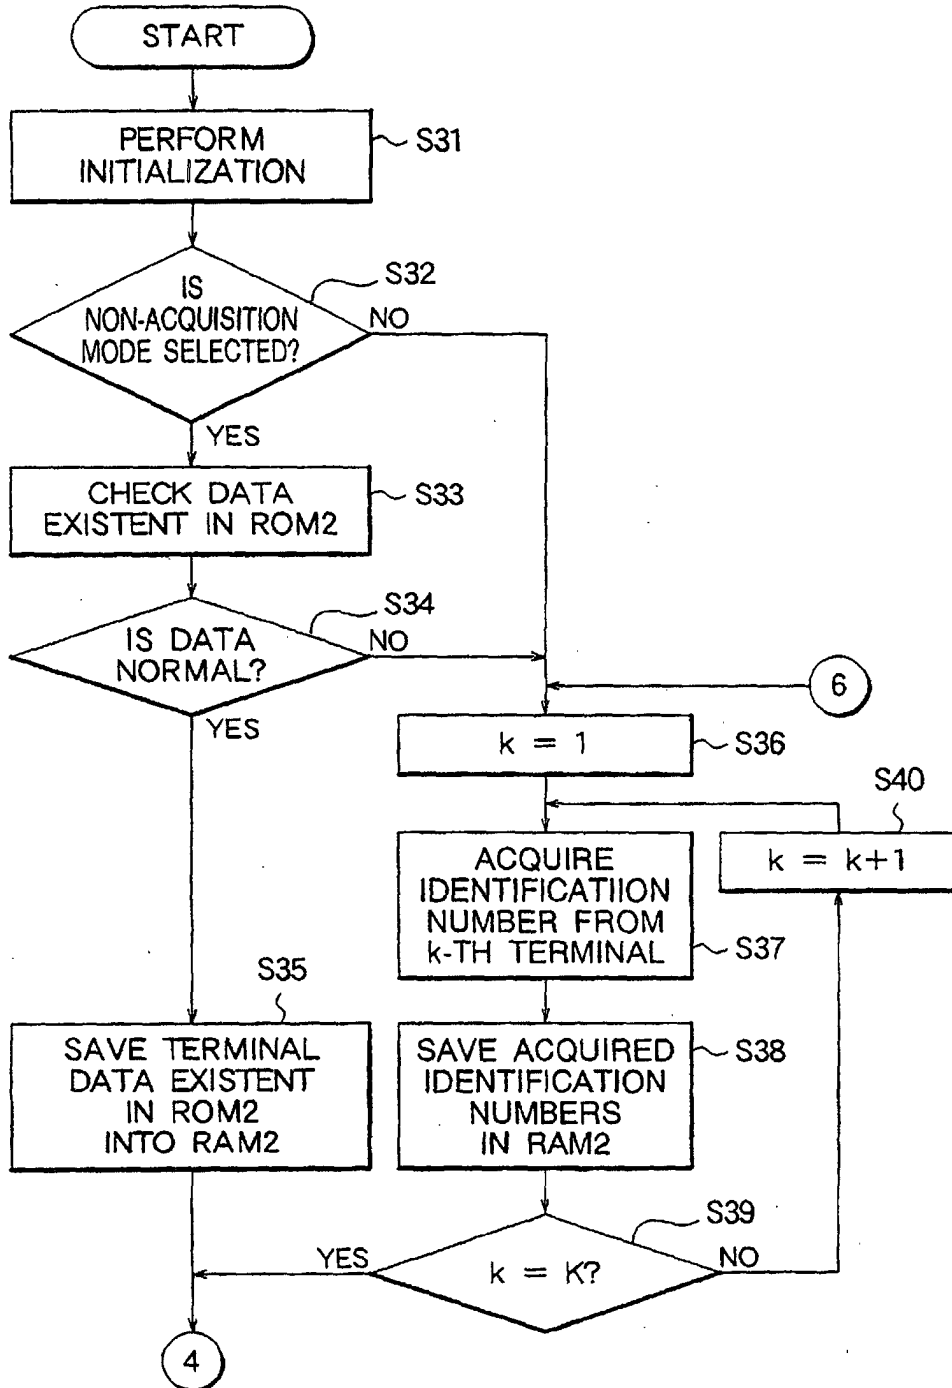 START
PERFORM
INITIALIZATION
S31
IS
NON-ACQUISITION
MODE SELECTED?
S32
NO
YES
CHECK DATA
EXISTENT IN ROM2
S33
IS DATA
NORMAL?
S34
NO
YES
6
k = 1
S36
S40
k = k+1
ACQUIRE
IDENTIFICATIION
NUMBER FROM
k-TH TERMINAL
S37
S35
SAVE TERMINAL
DATA EXISTENT
IN ROM2
INTO RAM2
SAVE ACQUIRED
IDENTIFICATION
NUMBERS
IN RAM2
S38
S39
YES
k = K?
NO
4